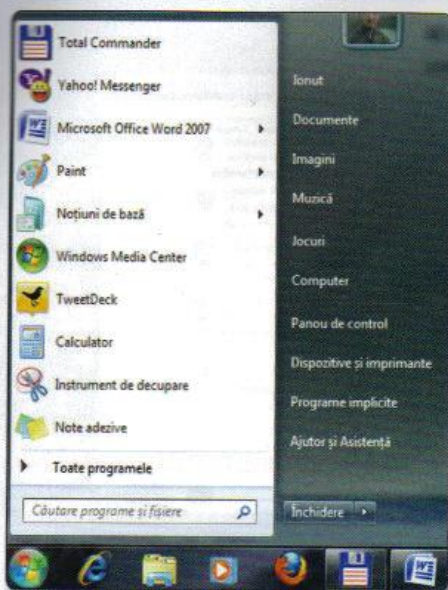 Total Commander
Yahoo! Messenger
Microsoft Office Word 2007
Paint
Noțiuni de bază
Windows Media Center
TweetDeck
Calculator
Instrument de decupare
Note adezive
Toate programele
Căutare programe și fișiere
Ionut
Documente
Imagini
Muzică
Jocuri
Computer
Panou de control
Dispozitive și imprimante
Programe implicite
Ajutor și Asistență
Închidere